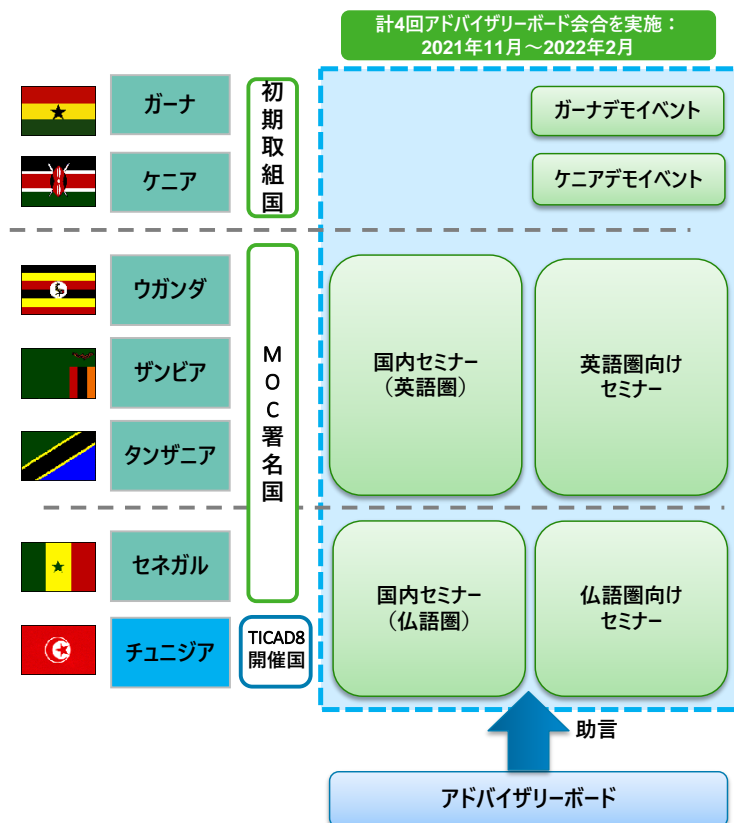 計4回アドバイザリーボード会合を実施：
2021年11月～2022年2月
ガーナ
初期取組国
ガーナデモイベント
ケニア
ケニアデモイベント
ウガンダ
ザンビア
タンザニア
MOC署名国
国内セミナー
（英語圏）
英語圏向け
セミナー
セネガル
チュニジア
TICAD8
開催国
国内セミナー
（仏語圏）
仏語圏向け
セミナー
助言
アドバイザリーボード